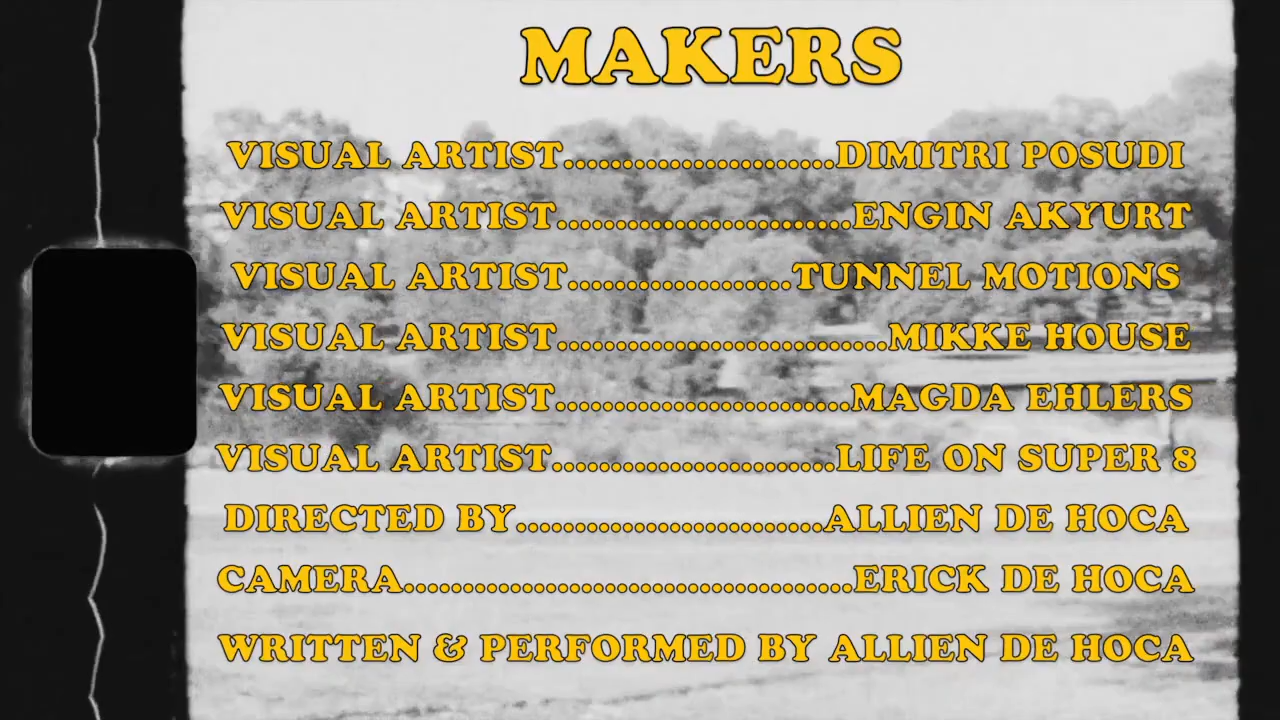 MAKERS
VISUAL ARTIST.......................DIMITRI POSUDI
VISUAL ARTIST.........................ENGIN AKYURT
VISUAL ARTIST...................TUNNEL MOTIONS
VISUAL ARTIST............................MIKKE HOUSE
VISUAL ARTIST.........................MAGDA EHLERS
VISUAL ARTIST........................LIFE ON SUPER 8
DIRECTED BY..........................ALLIEN DE HOCA
CAMERA......................................ERICK DE HOCA
WRITTEN & PERFORMED BY ALLIEN DE HOCA